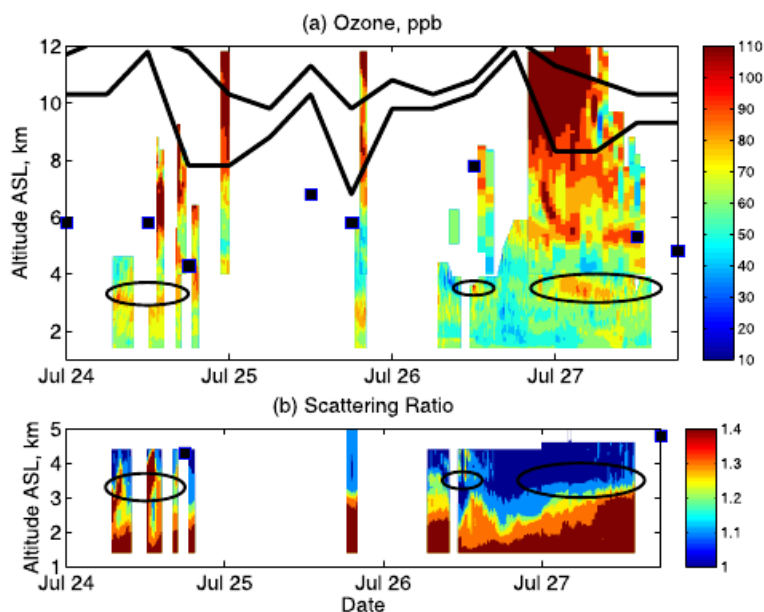 (a) Ozone, ppb
Altitude ASL, km
12
10
8
6
4
2
Jul 24
Jul 25
Jul 26
Jul 27
110
100
90
80
70
60
50
40
30
20
10
(b) Scattering Ratio
Altitude ASL, km
5
4
3
2
1
Jul 24
Jul 25
Jul 26
Jul 27
Date
1.4
1.3
1.2
1.1
1